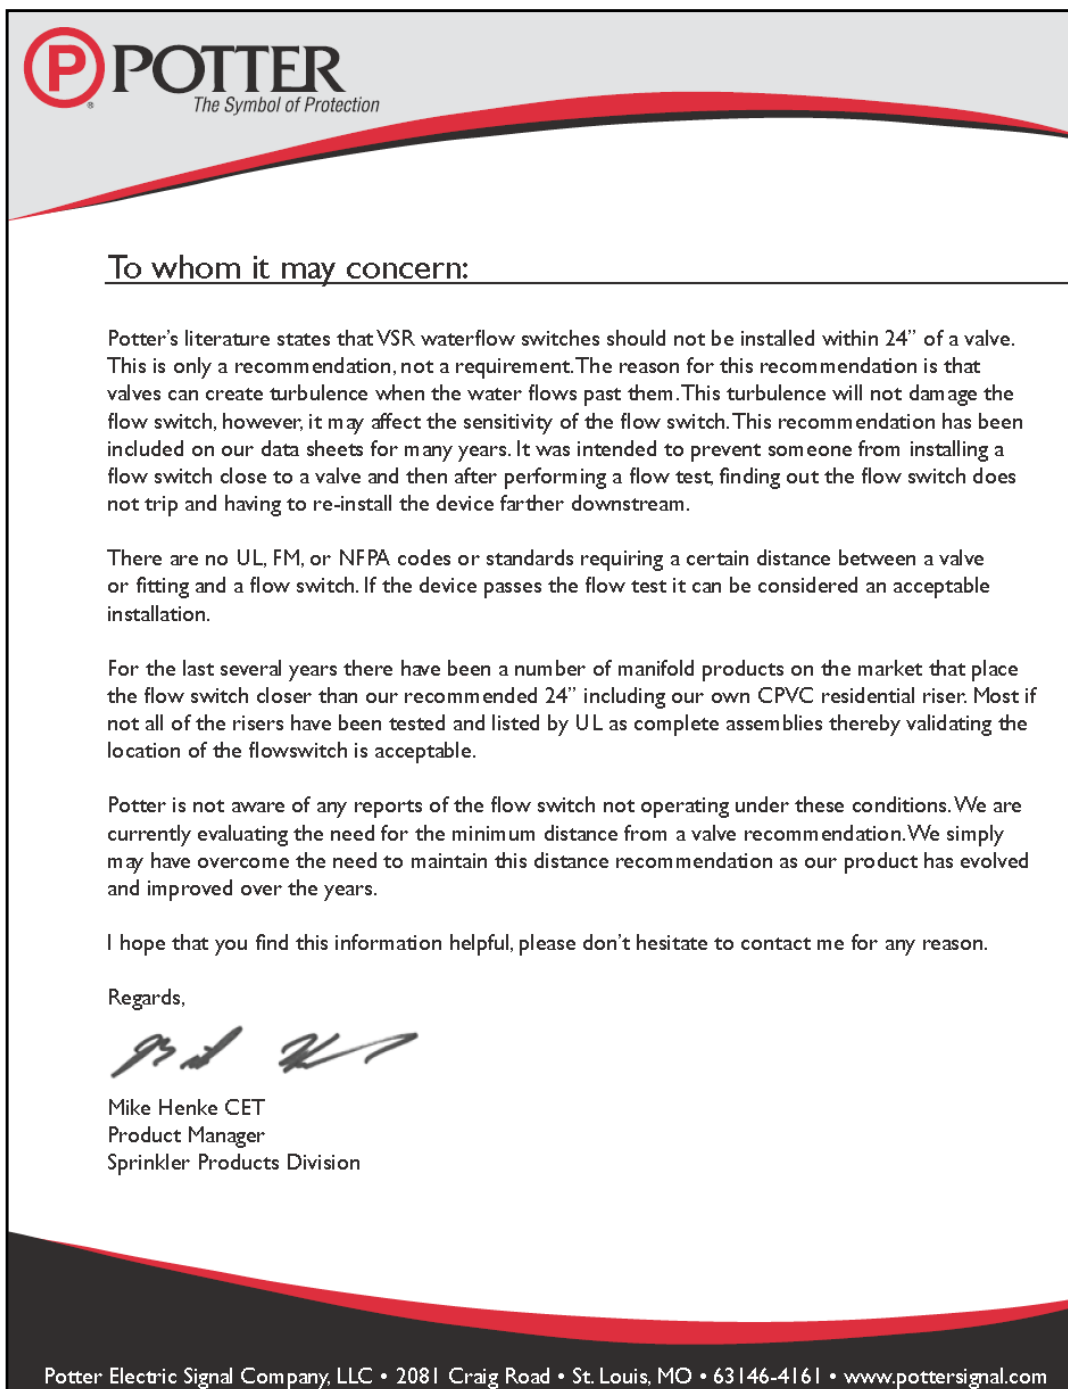 P POTTER
®
The Symbol of Protection
To whom it may concern:
Potter's literature states that VSR waterflow switches should not be installed within 24” of a valve.
This is only a recommendation, not a requirement. The reason for this recommendation is that
valves can create turbulence when the water flows past them. This turbulence will not damage the
flow switch, however, it may affect the sensitivity of the flow switch. This recommendation has been
included on our data sheets for many years. It was intended to prevent someone from installing a
flow switch close to a valve and then after performing a flow test, finding out the flow switch does
not trip and having to re-install the device farther downstream.
There are no UL, FM, or NFPA codes or standards requiring a certain distance between a valve
or fitting and a flow switch. If the device passes the flow test it can be considered an acceptable
installation.
For the last several years there have been a number of manifold products on the market that place
the flow switch closer than our recommended 24” including our own CPVC residential riser. Most if
not all of the risers have been tested and listed by UL as complete assemblies thereby validating the
location of the flowswitch is acceptable.
Potter is not aware of any reports of the flow switch not operating under these conditions. We are
currently evaluating the need for the minimum distance from a valve recommendation. We simply
may have overcome the need to maintain this distance recommendation as our product has evolved
and improved over the years.
I hope that you find this information helpful, please don't hesitate to contact me for any reason.
Regards,
Mike Henke CET
Product Manager
Sprinkler Products Division
Potter Electric Signal Company, LLC • 2081 Craig Road • St. Louis, MO • 63146-4161 • www.pottersignal.com